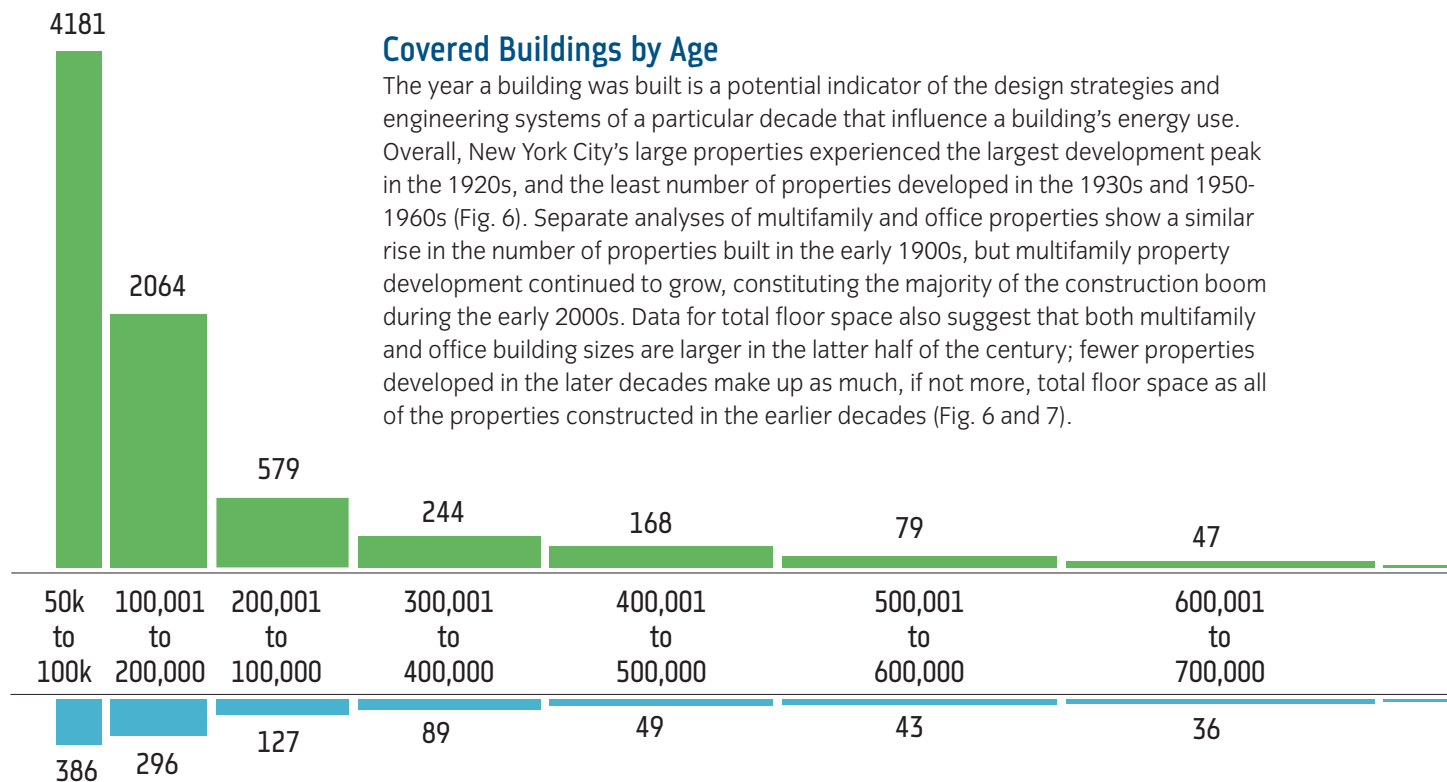 4181
Covered Buildings by Age
The year a building was built is a potential indicator of the design strategies and
engineering systems of a particular decade that influence a building’s energy use.
Overall, New York City’s large properties experienced the largest development peak
in the 1920s, and the least number of properties developed in the 1930s and 1950-
1960s (Fig. 6). Separate analyses of multifamily and office properties show a similar
rise in the number of properties built in the early 1900s, but multifamily property
development continued to grow, constituting the majority of the construction boom
during the early 2000s. Data for total floor space also suggest that both multifamily
and office building sizes are larger in the latter half of the century; fewer properties
developed in the later decades make up as much, if not more, total floor space as all
of the properties constructed in the earlier decades (Fig. 6 and 7).
2064
579
244
168
79
47
50k
to
100k
100,001
to
200,000
200,001
to
100,000
300,001
to
400,000
400,001
to
500,000
500,001
to
600,000
600,001
to
700,000
386
296
127
89
49
43
36